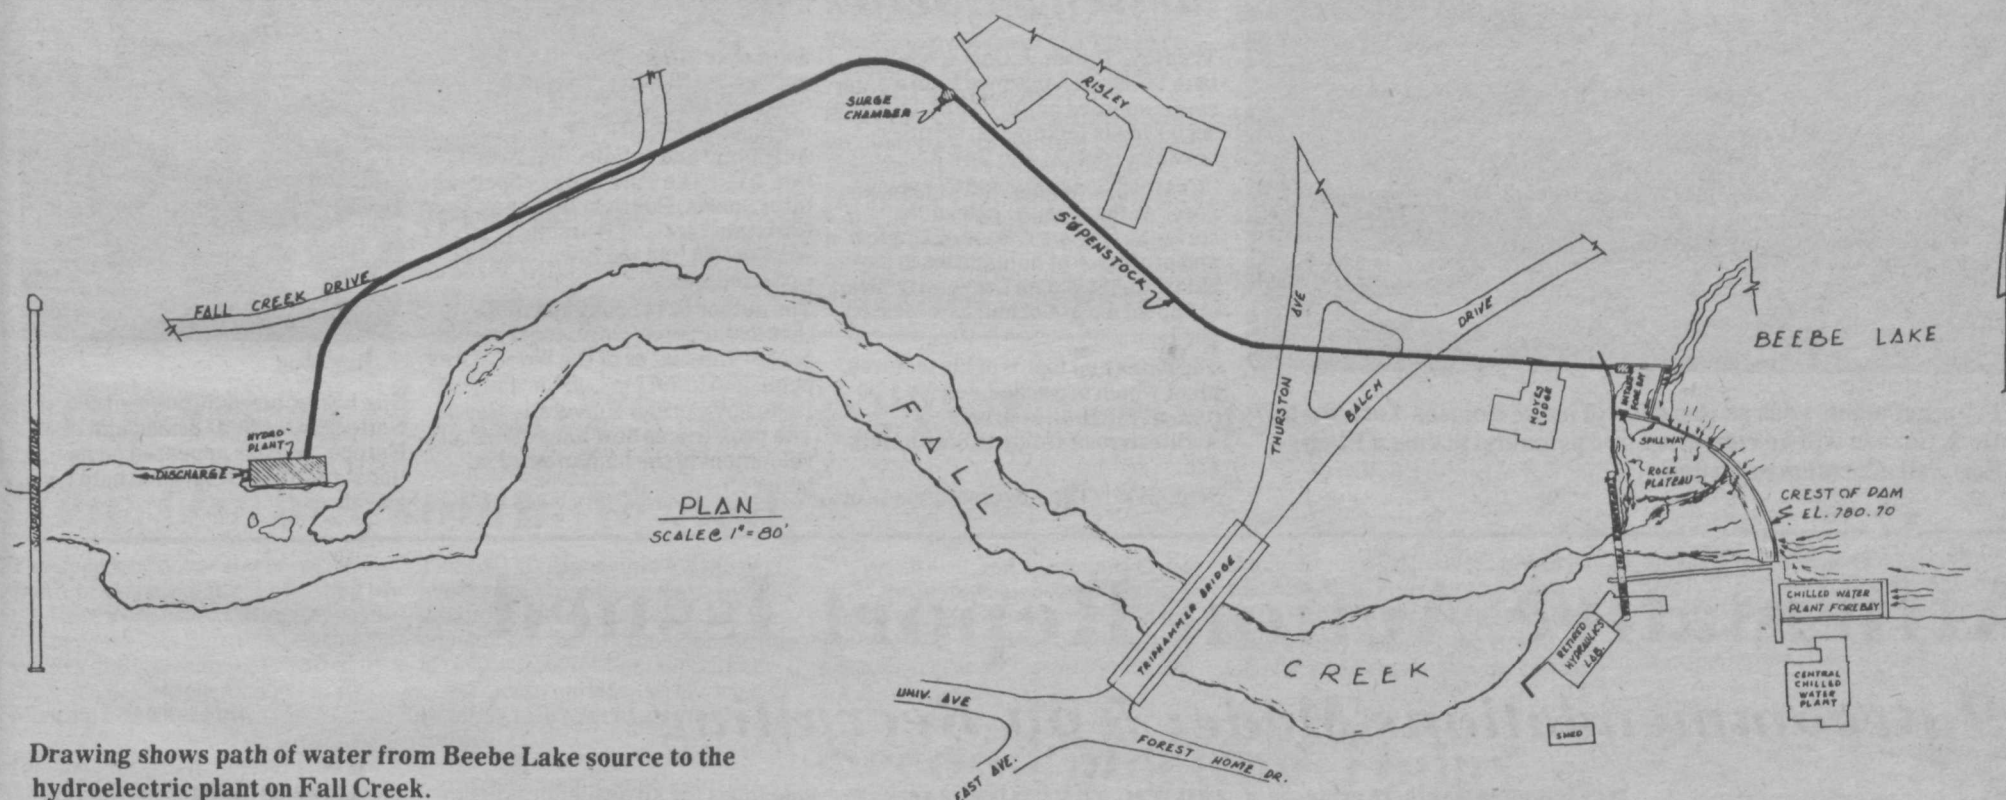 SURGE
CHAMBER
RISLEY
5'Ø PENSTOCK
FALL CREEK DRIVE
THURSTON AVE
BALCH DRIVE
BEEBE LAKE
NOYES
LODGE
INTAKE
FORE BAY
SPILLWAY
ROCK
PLATEAU
CREST OF DAM
EL. 780.70
HYDRO-
PLANT
DISCHARGE
SUSPENSION BRIDGE
PLAN
SCALE @ 1" = 80'
FALL
CREEK
TRIPHAMMER BRIDGE
CHILLED WATER
PLANT FOREBAY
RETIRED
HYDRAULICS
LAB.
CENTRAL
CHILLED
WATER
PLANT
SHED
UNIV. AVE
EAST AVE.
FOREST HOME DR.
Drawing shows path of water from Beebe Lake source to the
hydroelectric plant on Fall Creek.